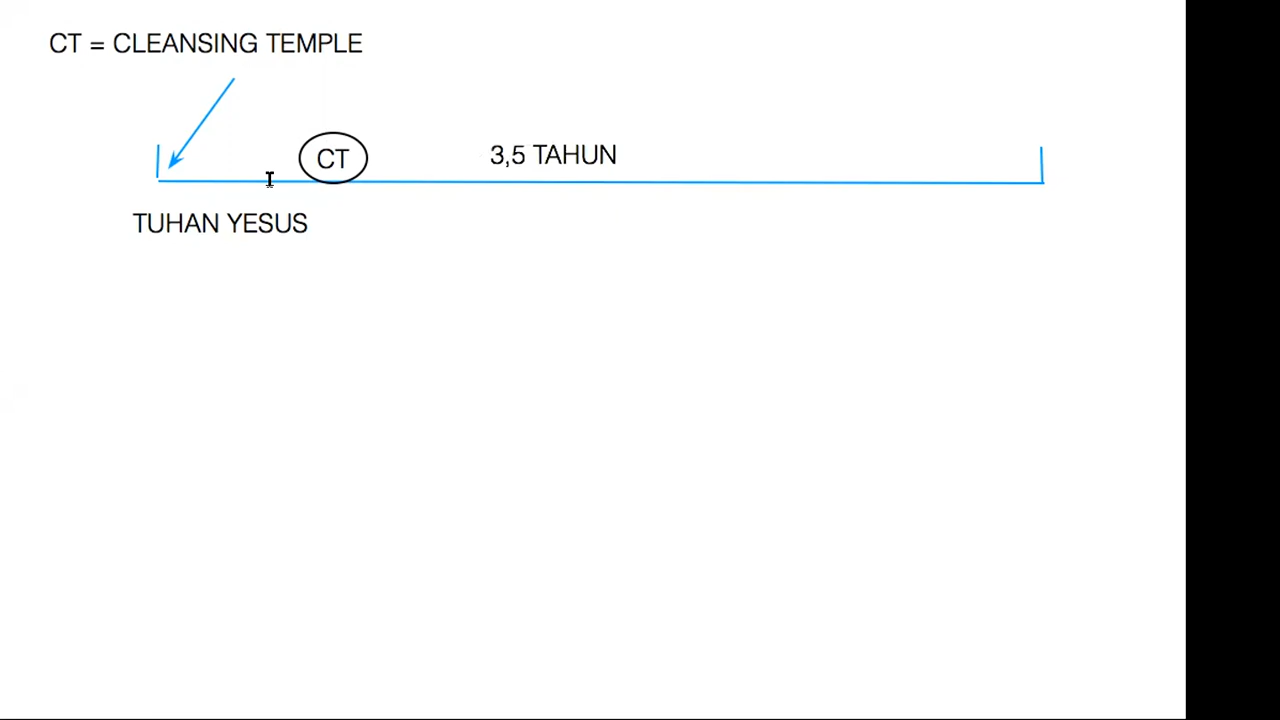 CT = CLEANSING TEMPLE
CT
3,5 TAHUN
TUHAN YESUS